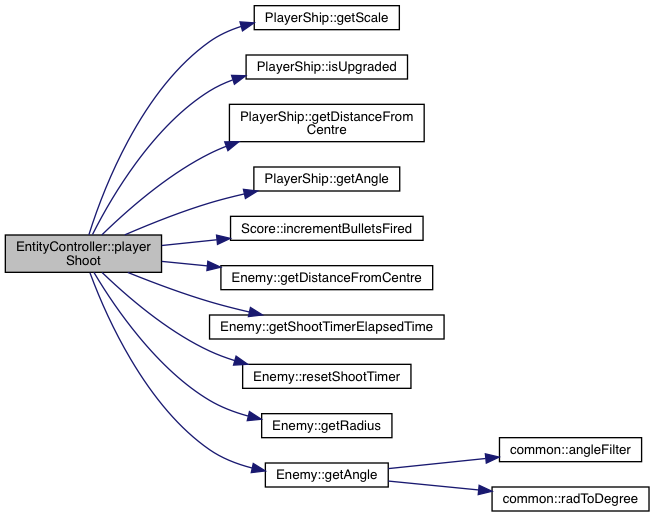 PlayerShip::getScale
PlayerShip::isUpgraded
PlayerShip::getDistanceFrom
Centre
PlayerShip::getAngle
EntityController::player
Shoot
Score::incrementBulletsFired
Enemy::getDistanceFromCentre
Enemy::getShootTimerElapsedTime
Enemy::resetShootTimer
Enemy::getRadius
Enemy::getAngle
common::angleFilter
common::radToDegree